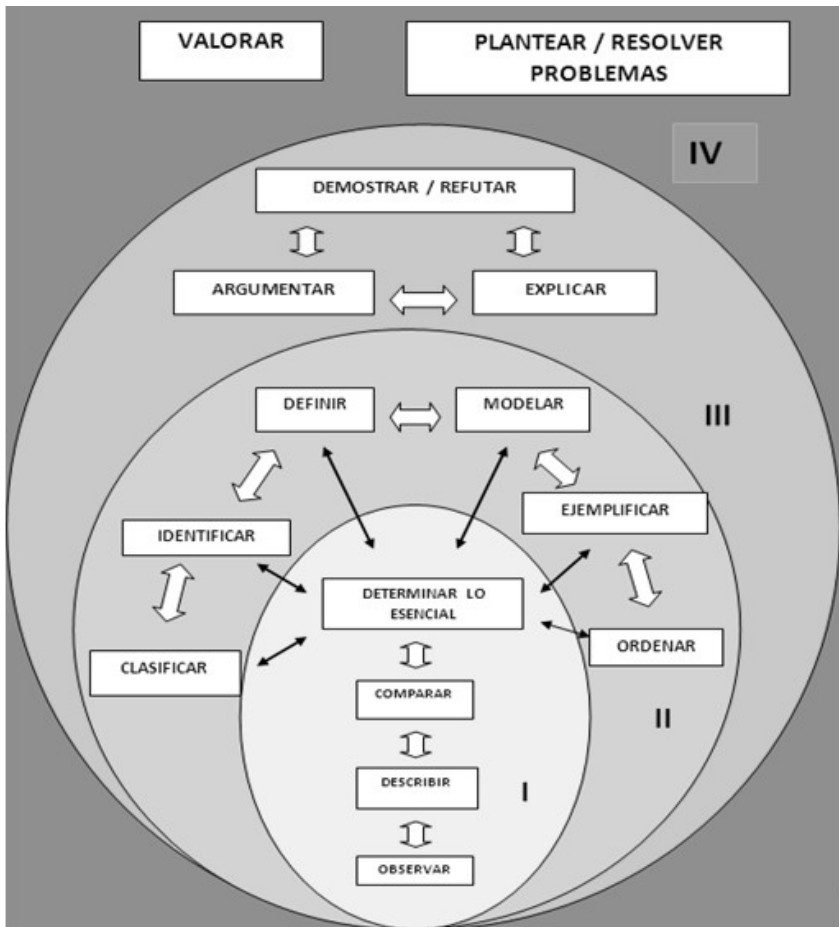 VALORAR
PLANTEAR / RESOLVER
PROBLEMAS
IV
DEMOSTRAR / REFUTAR
ARGUMENTAR
EXPLICAR
III
DEFINIR
MODELAR
IDENTIFICAR
EJEMPLIFICAR
DETERMINAR LO
ESENCIAL
CLASIFICAR
ORDENAR
COMPARAR
II
DESCRIBIR
I
OBSERVAR